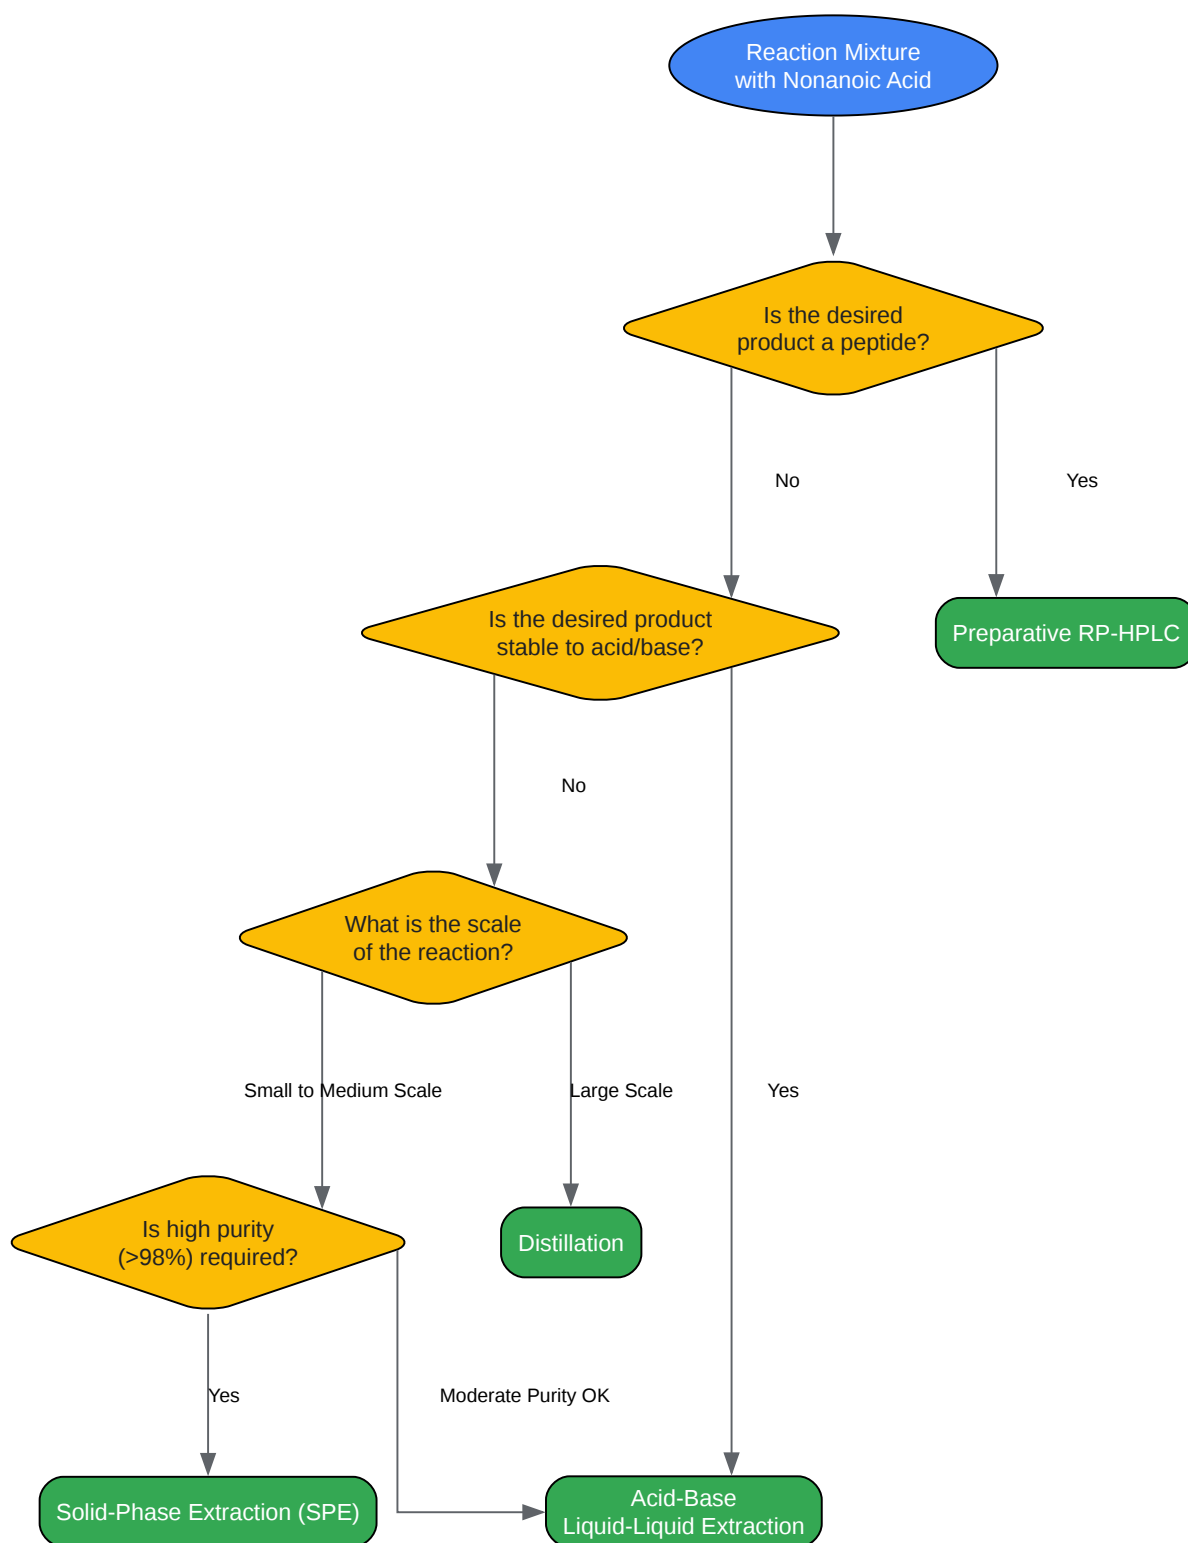 Reaction Mixture
with Nonanoic Acid
Is the desired
product a peptide?
No
Yes
Is the desired product
stable to acid/base?
Preparative RP-HPLC
No
What is the scale
of the reaction?
Small to Medium Scale
Large Scale
Yes
Is high purity
(>98%) required?
Distillation
Yes
Moderate Purity OK
Solid-Phase Extraction (SPE)
Acid-Base
Liquid-Liquid Extraction